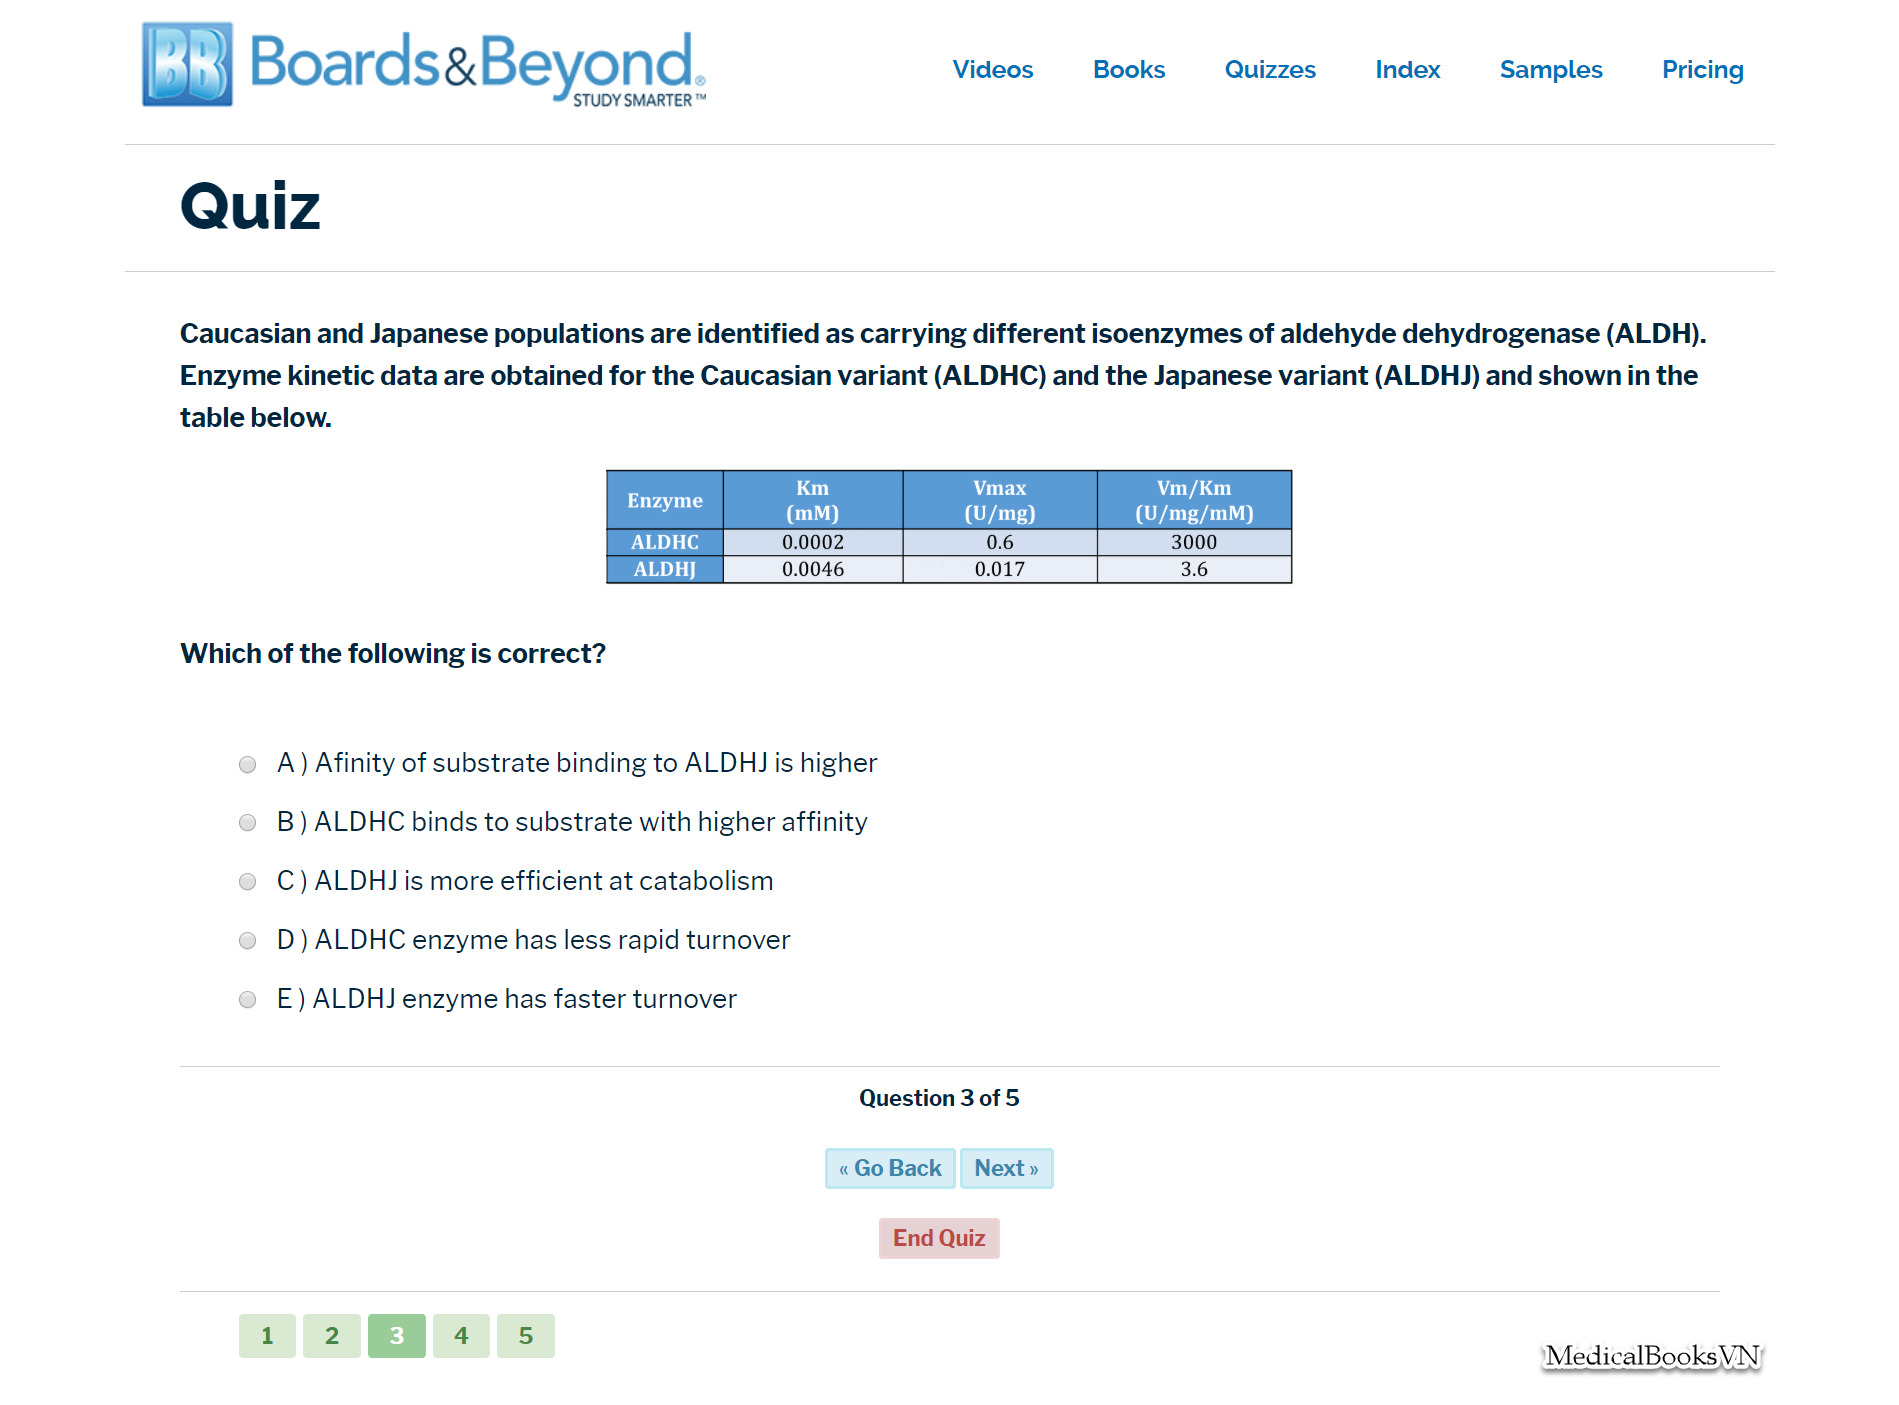 BB Boards&Beyond®
STUDY SMARTER™
Videos Books Quizzes Index Samples Pricing
Quiz
Caucasian and Japanese populations are identified as carrying different isoenzymes of aldehyde dehydrogenase (ALDH).
Enzyme kinetic data are obtained for the Caucasian variant (ALDHC) and the Japanese variant (ALDHJ) and shown in the
table below.
Enzyme Km (mM) Vmax (U/mg) Vm/Km (U/mg/mM)
ALDHC 0.0002 0.6 3000
ALDHJ 0.0046 0.017 3.6
Which of the following is correct?
A ) Afinity of substrate binding to ALDHJ is higher
B ) ALDHC binds to substrate with higher affinity
C ) ALDHJ is more efficient at catabolism
D ) ALDHC enzyme has less rapid turnover
E ) ALDHJ enzyme has faster turnover
Question 3 of 5
« Go Back Next »
End Quiz
1 2 3 4 5
MedicalBooksVN